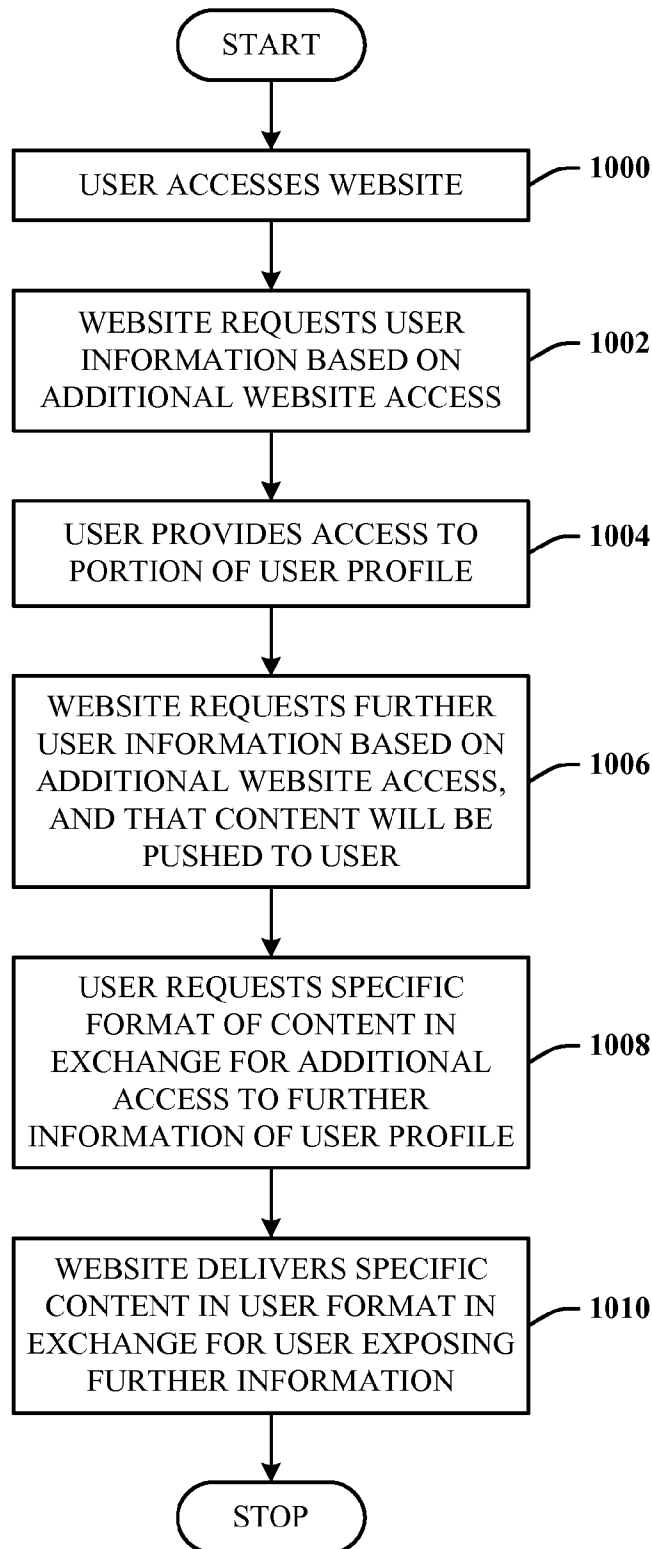 START
USER ACCESSES WEBSITE
1000
WEBSITE REQUESTS USER
INFORMATION BASED ON
ADDITIONAL WEBSITE ACCESS
1002
USER PROVIDES ACCESS TO
PORTION OF USER PROFILE
1004
WEBSITE REQUESTS FURTHER
USER INFORMATION BASED ON
ADDITIONAL WEBSITE ACCESS,
AND THAT CONTENT WILL BE
PUSHED TO USER
1006
USER REQUESTS SPECIFIC
FORMAT OF CONTENT IN
EXCHANGE FOR ADDITIONAL
ACCESS TO FURTHER
INFORMATION OF USER PROFILE
1008
WEBSITE DELIVERS SPECIFIC
CONTENT IN USER FORMAT IN
EXCHANGE FOR USER EXPOSING
FURTHER INFORMATION
1010
STOP